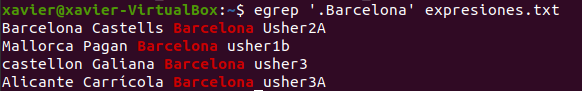 xavier@xavier-VirtualBox:~$ egrep '.Barcelona' expresiones.txt
Barcelona Castells Barcelona Usher2A
Mallorca Pagan Barcelona usher1b
castellon Galiana Barcelona usher3
Alicante Carrícola Barcelona usher3A